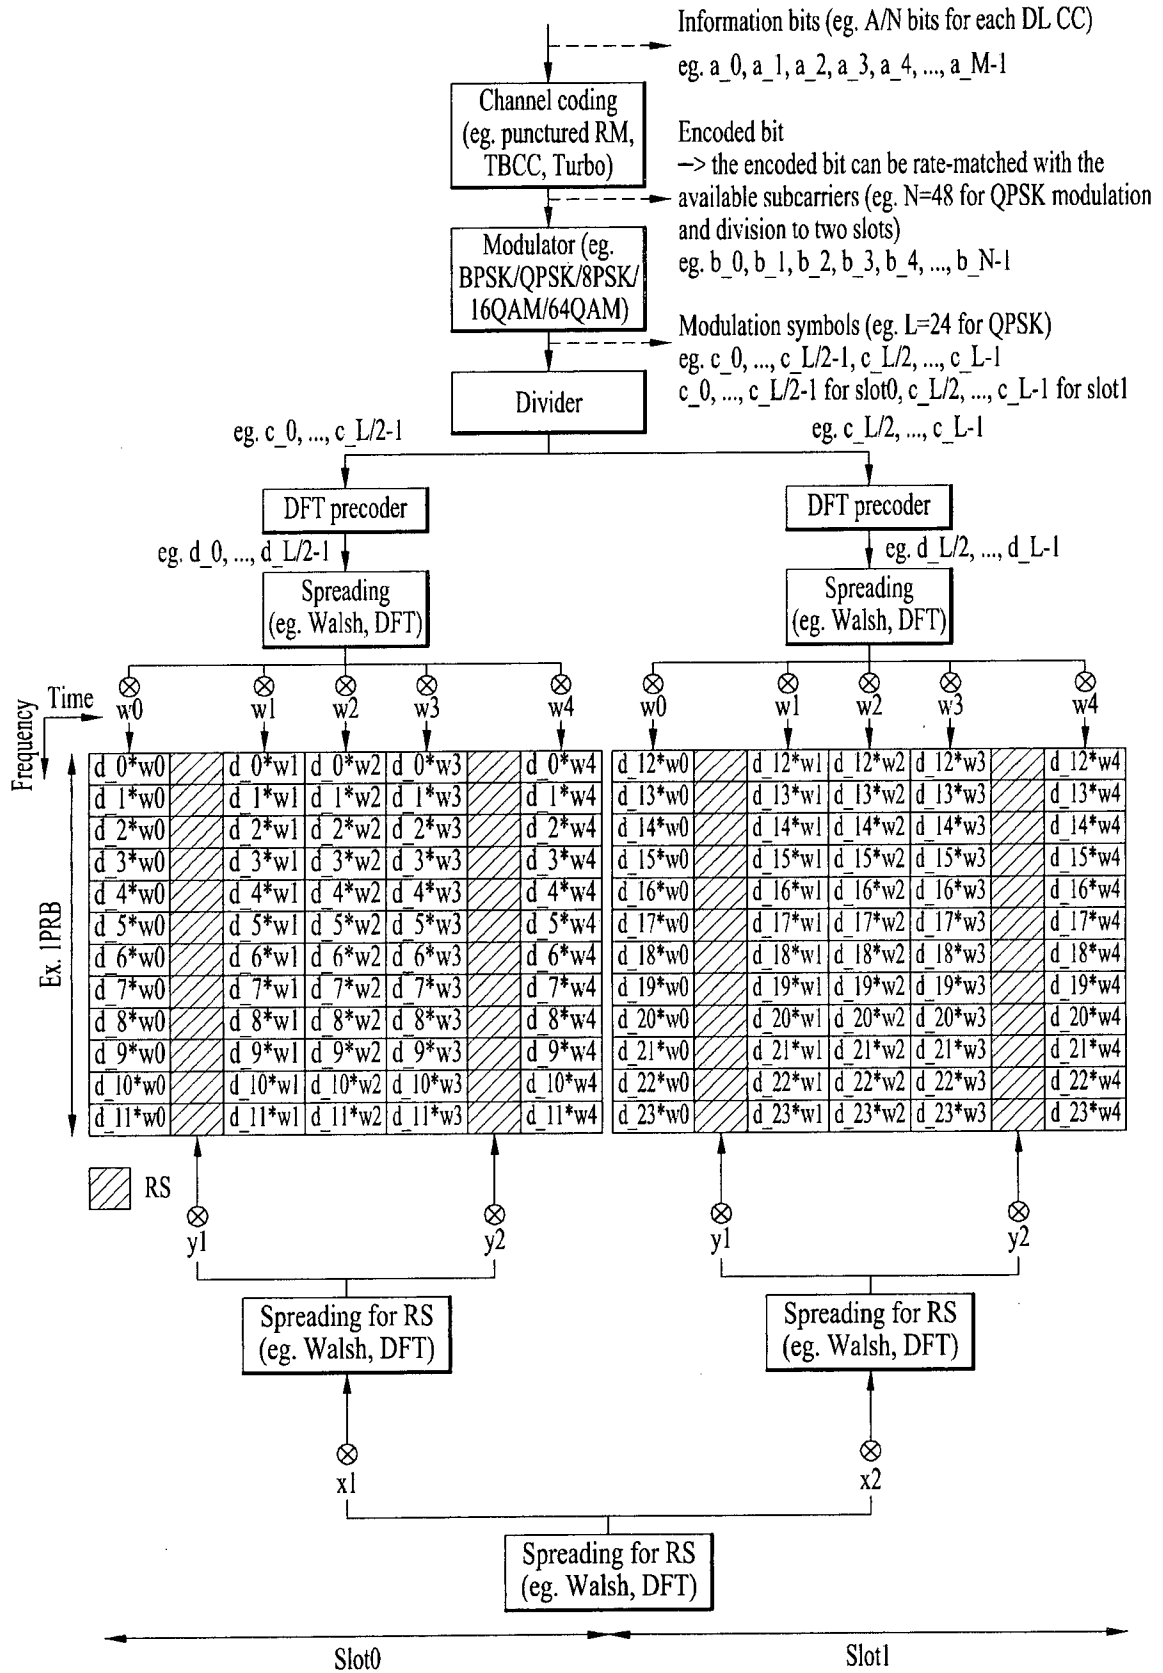 Information bits (eg. A/N bits for each DL CC)
eg. a_0, a_1, a_2, a_3, a_4, ..., a_M-1
Channel coding
(eg. punctured RM,
TBCC, Turbo)
Encoded bit
—> the encoded bit can be rate-matched with the
available subcarriers (eg. N=48 for QPSK modulation
and division to two slots)
eg. b_0, b_1, b_2, b_3, b_4, ..., b_N-1
Modulator (eg.
BPSK/QPSK/8PSK/
16QAM/64QAM)
Modulation symbols (eg. L=24 for QPSK)
eg. c_0, ..., c_L/2-1, c_L/2, ..., c_L-1
c_0, ..., c_L/2-1 for slot0, c_L/2, ..., c_L-1 for slot1
Divider
eg. c_0, ..., c_L/2-1
eg. c_L/2, ..., c_L-1
DFT precoder
DFT precoder
eg. d_0, ..., d_L/2-1
eg. d_L/2, ..., d_L-1
Spreading
(eg. Walsh, DFT)
Spreading
(eg. Walsh, DFT)
Time
Frequency
w0 w1 w2 w3 w4 w0 w1 w2 w3 w4
Ex. 1PRB
d_0*w0 d_0*w1 d_0*w2 d_0*w3 d_0*w4 d_12*w0 d_12*w1 d_12*w2 d_12*w3 d_12*w4
d_1*w0 d_1*w1 d_1*w2 d_1*w3 d_1*w4 d_13*w0 d_13*w1 d_13*w2 d_13*w3 d_13*w4
d_2*w0 d_2*w1 d_2*w2 d_2*w3 d_2*w4 d_14*w0 d_14*w1 d_14*w2 d_14*w3 d_14*w4
d_3*w0 d_3*w1 d_3*w2 d_3*w3 d_3*w4 d_15*w0 d_15*w1 d_15*w2 d_15*w3 d_15*w4
d_4*w0 d_4*w1 d_4*w2 d_4*w3 d_4*w4 d_16*w0 d_16*w1 d_16*w2 d_16*w3 d_16*w4
d_5*w0 d_5*w1 d_5*w2 d_5*w3 d_5*w4 d_17*w0 d_17*w1 d_17*w2 d_17*w3 d_17*w4
d_6*w0 d_6*w1 d_6*w2 d_6*w3 d_6*w4 d_18*w0 d_18*w1 d_18*w2 d_18*w3 d_18*w4
d_7*w0 d_7*w1 d_7*w2 d_7*w3 d_7*w4 d_19*w0 d_19*w1 d_19*w2 d_19*w3 d_19*w4
d_8*w0 d_8*w1 d_8*w2 d_8*w3 d_8*w4 d_20*w0 d_20*w1 d_20*w2 d_20*w3 d_20*w4
d_9*w0 d_9*w1 d_9*w2 d_9*w3 d_9*w4 d_21*w0 d_21*w1 d_21*w2 d_21*w3 d_21*w4
d_10*w0 d_10*w1 d_10*w2 d_10*w3 d_10*w4 d_22*w0 d_22*w1 d_22*w2 d_22*w3 d_22*w4
d_11*w0 d_11*w1 d_11*w2 d_11*w3 d_11*w4 d_23*w0 d_23*w1 d_23*w2 d_23*w3 d_23*w4
RS
y1 y2 y1 y2
Spreading for RS
(eg. Walsh, DFT)
Spreading for RS
(eg. Walsh, DFT)
x1 x2
Spreading for RS
(eg. Walsh, DFT)
Slot0 Slot1